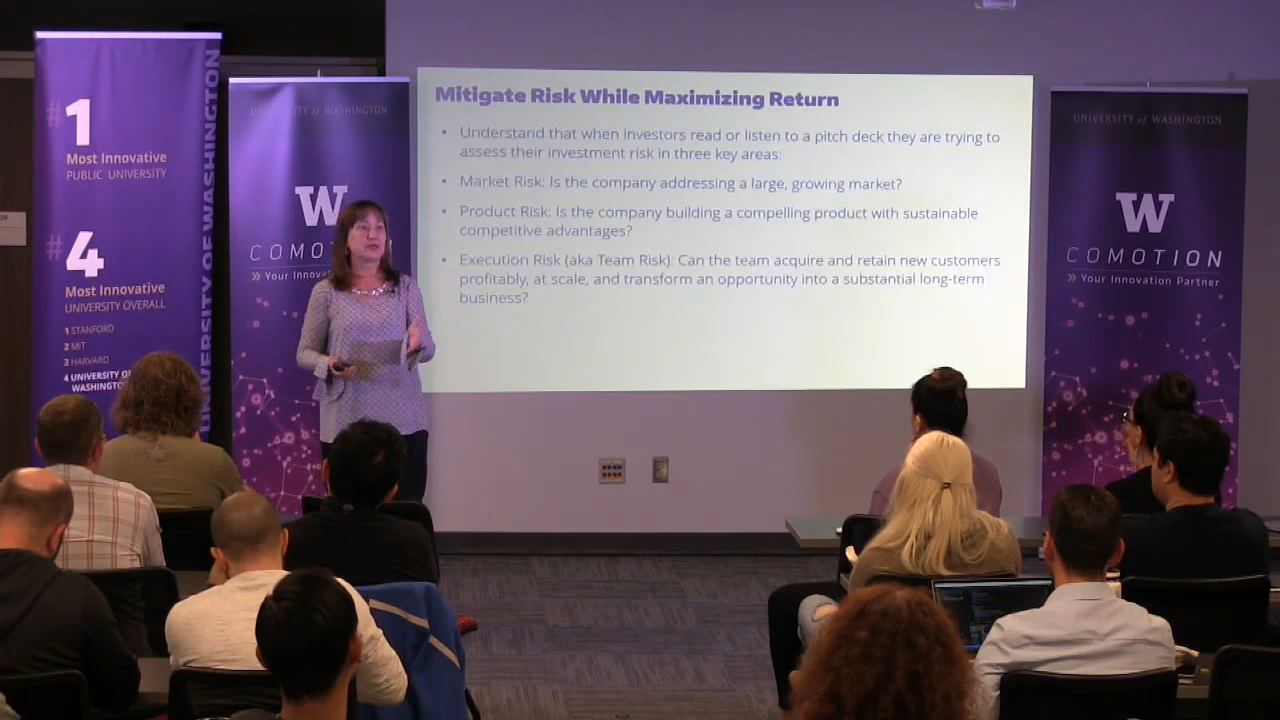 #1
Most Innovative
PUBLIC UNIVERSITY
#4
Most Innovative
UNIVERSITY OVERALL
1 STANFORD
2 MIT
3 HARVARD
4 UNIVERSITY OF
WASHINGTON
UNIVERSITY OF WASHINGTON
UNIVERSITY of WASHINGTON
W
COMOT
» Your Innova
Mitigate Risk While Maximizing Return
• Understand that when investors read or listen to a pitch deck they are trying to
assess their investment risk in three key areas:
• Market Risk: Is the company addressing a large, growing market?
• Product Risk: Is the company building a compelling product with sustainable
competitive advantages?
• Execution Risk (aka Team Risk): Can the team acquire and retain new customers
profitably, at scale, and transform an opportunity into a substantial long-term
business?
UNIVERSITY of WASHINGTON
W
COMOTION
» Your Innovation Partner